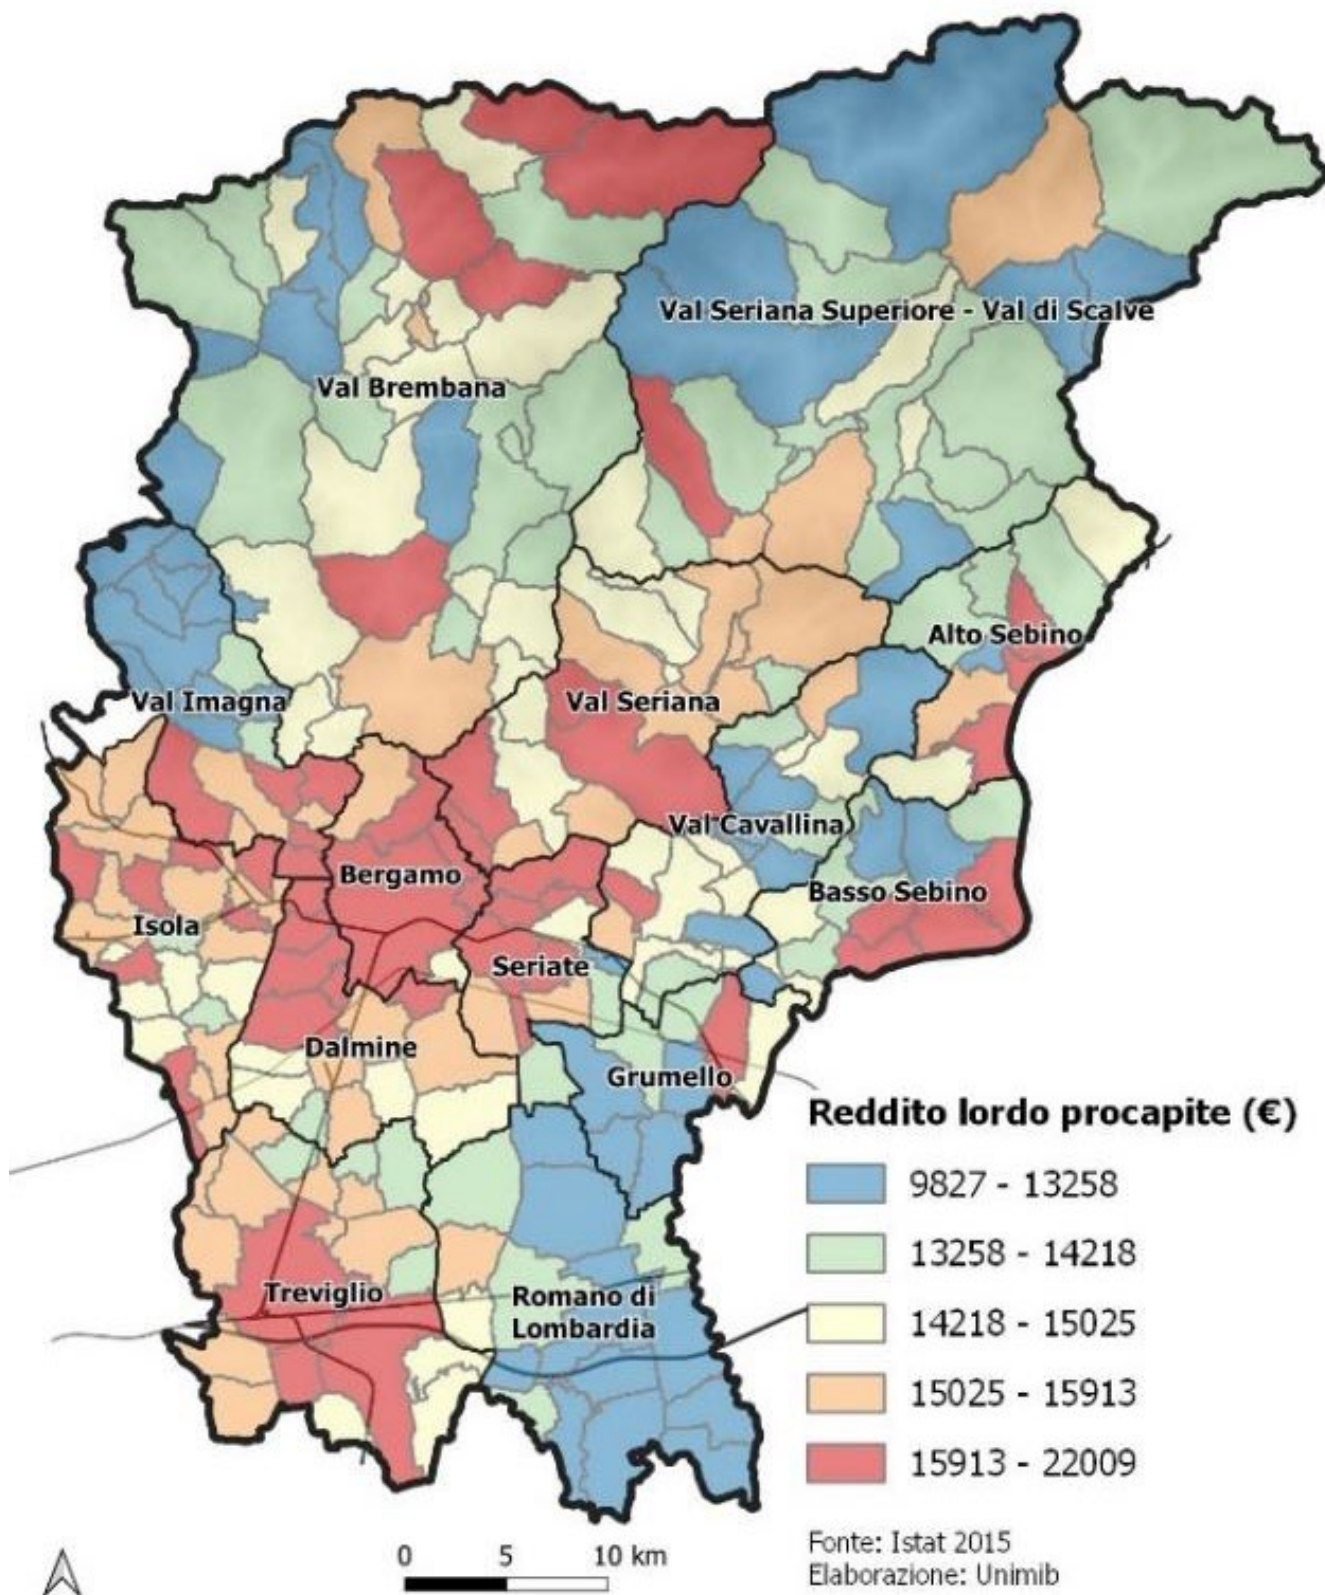 Val Seriana Superiore - Val di Scalve
Val Brembana
Alto Sebino
Val Imagna
Val Seriana
Val Cavallina
Bergamo
Basso Sebino
Isola
Seriate
Dalmine
Grumello
Treviglio
Romano di
Lombardia
Reddito lordo procapite (€)
9827 - 13258
13258 - 14218
14218 - 15025
15025 - 15913
15913 - 22009
0 5 10 km
Fonte: Istat 2015
Elaborazione: Unimib